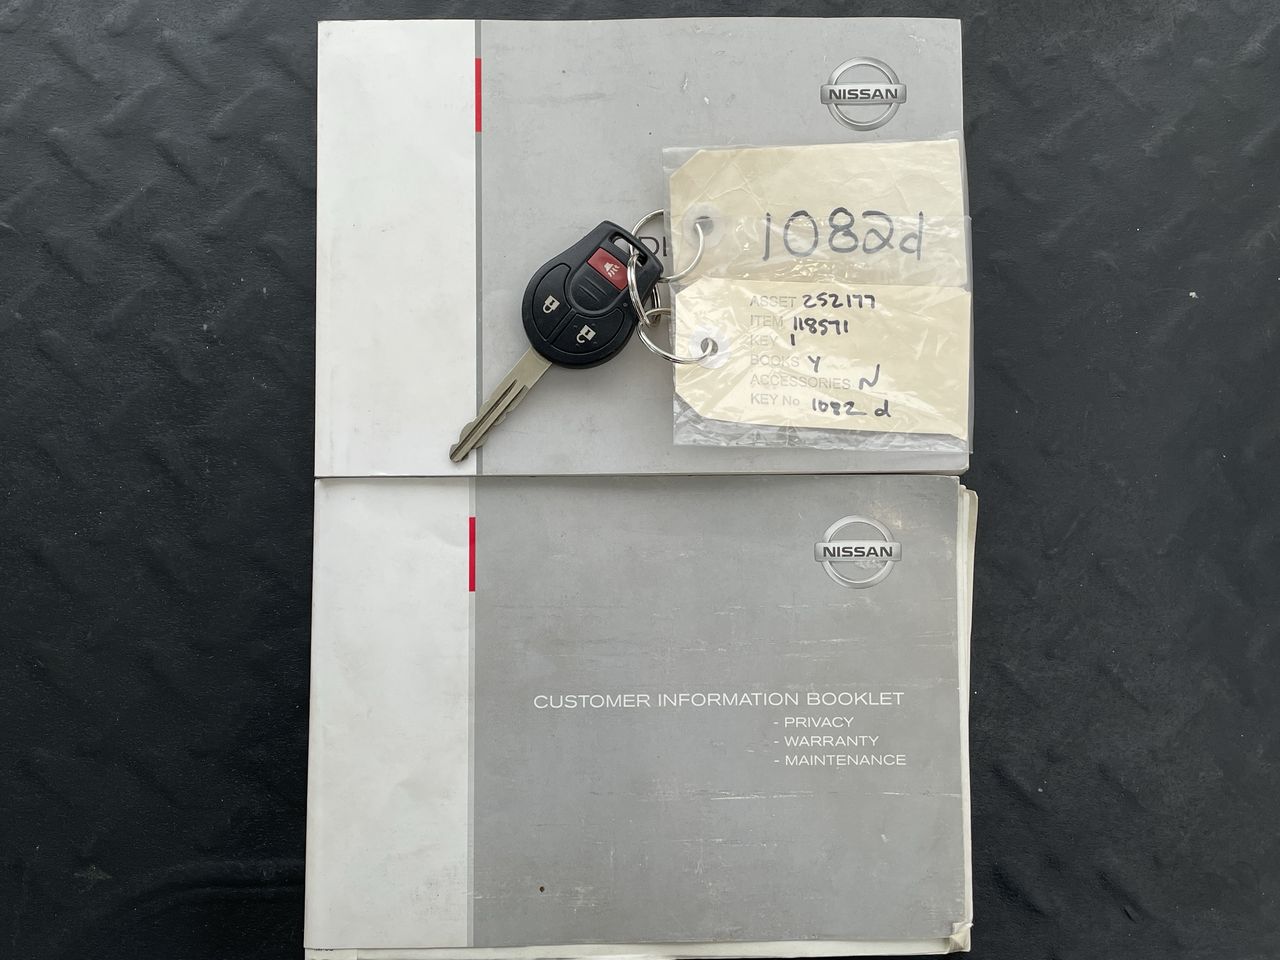 NISSAN
1082d
ASSET 252177
ITEM 118571
KEY 1
BOOKS Y
ACCESSORIES N
KEY No 1082 d
NISSAN
CUSTOMER INFORMATION BOOKLET
- PRIVACY
- WARRANTY
- MAINTENANCE